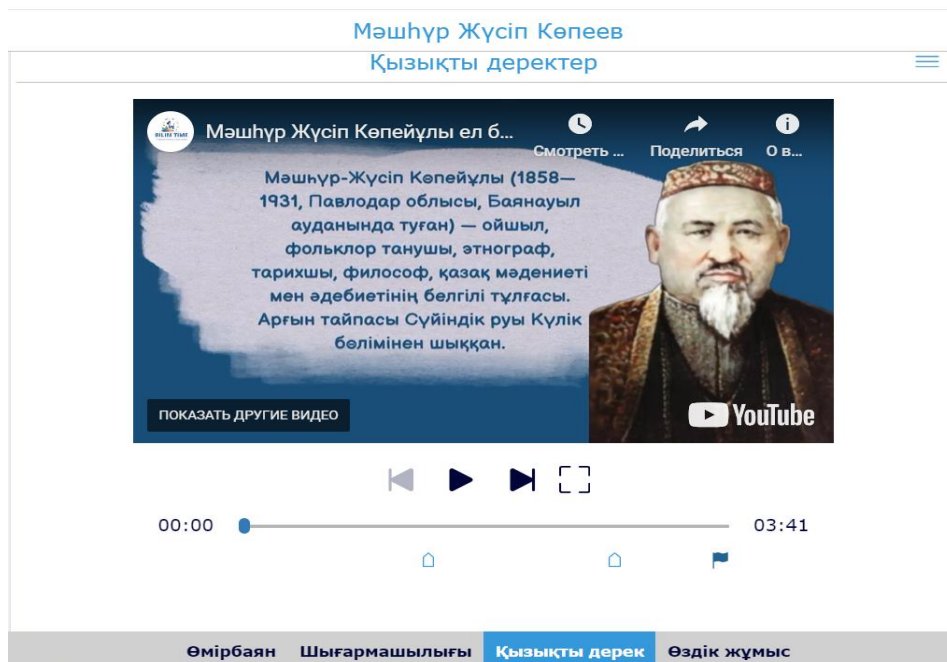 Мәшһүр Жүсіп Көпеев
Қызықты деректер
BILIM TIME
Мәшһүр Жүсіп Көпейұлы ел б...
Смотреть ...
Поделиться
О в...
Мәшһүр-Жүсіп Көпейұлы (1858—
1931, Павлодар облысы, Баянауыл
ауданында туған) — ойшыл,
фольклор танушы, этнограф,
тарихшы, философ, қазақ мәдениеті
мен әдебиетінің белгілі тұлғасы.
Арғын тайпасы Сүйіндік руы Күлік
бөлімінен шыққан.
ПОКАЗАТЬ ДРУГИЕ ВИДЕО
YouTube
00:00
03:41
Өмірбаян Шығармашылығы Қызықты дерек Өздік жұмыс